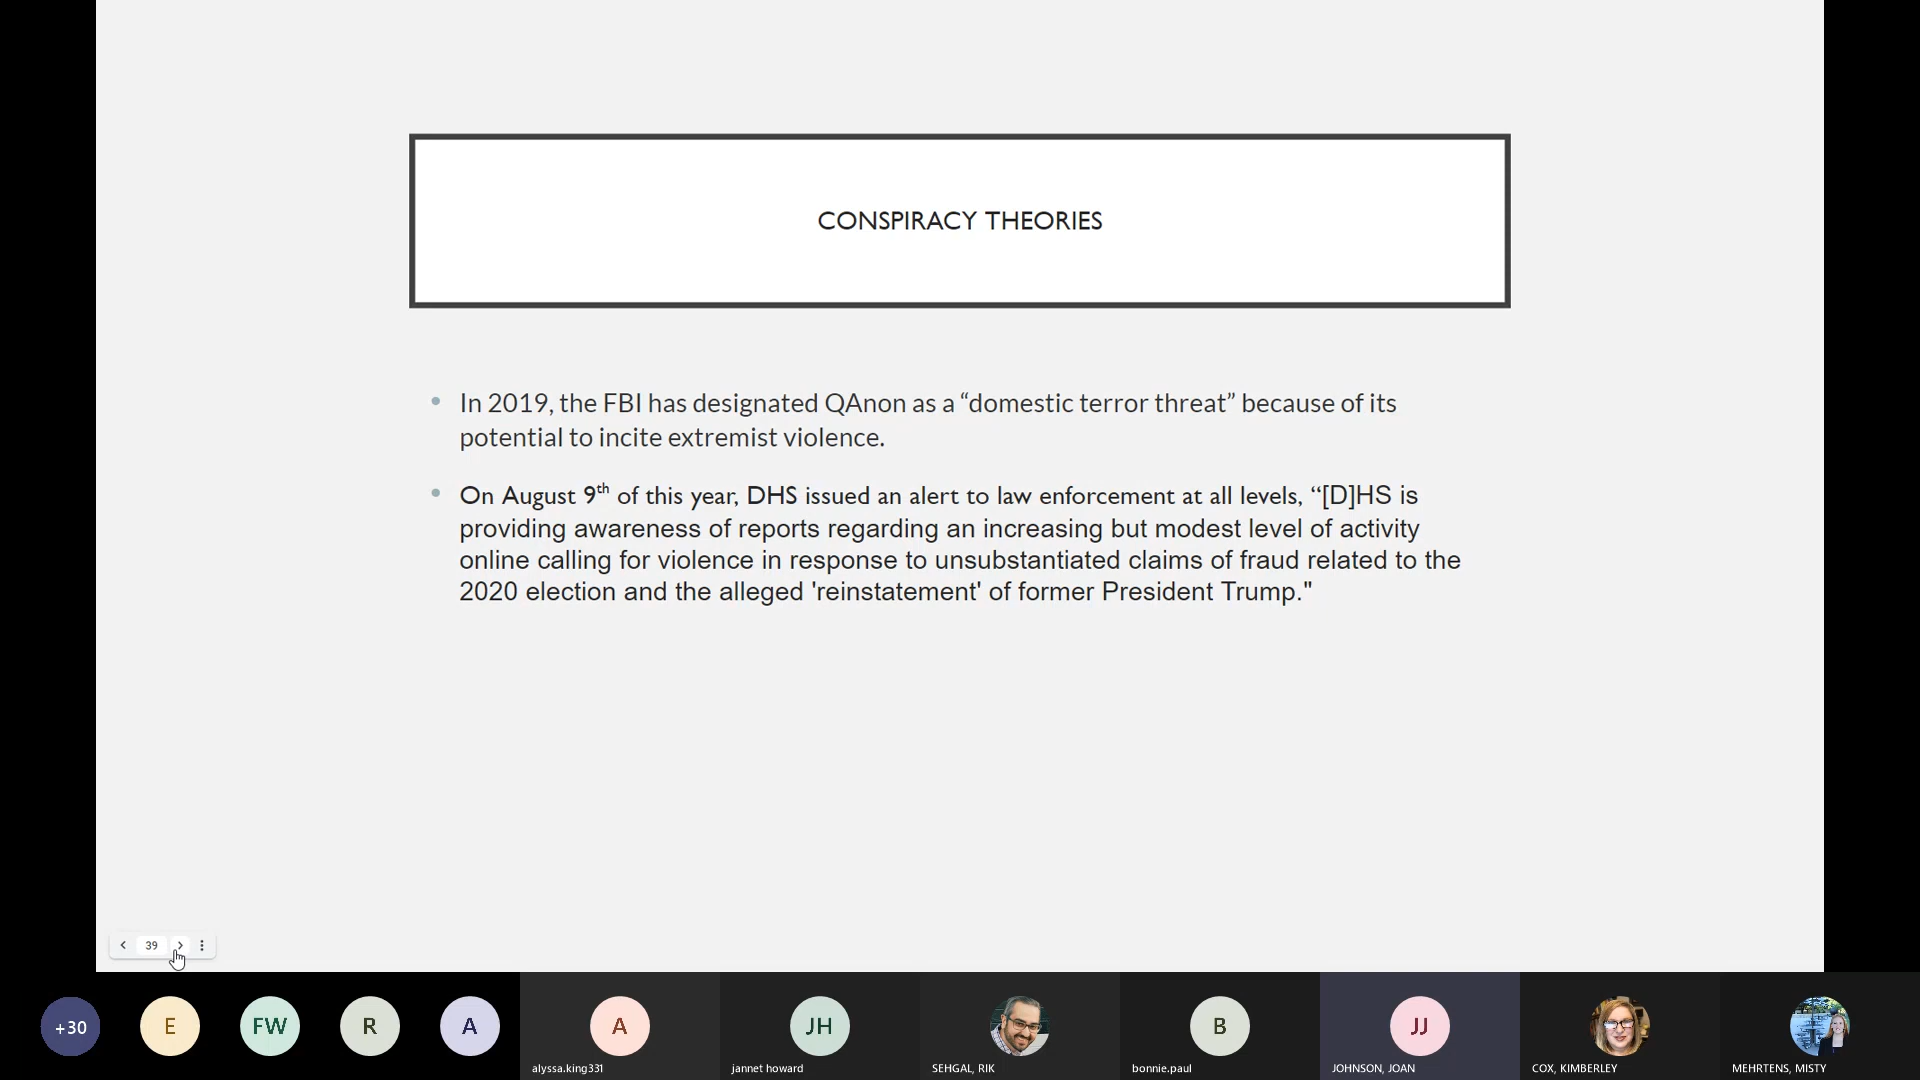 CONSPIRACY THEORIES
• In 2019, the FBI has designated QAnon as a “domestic terror threat” because of its
potential to incite extremist violence.
• On August 9th of this year, DHS issued an alert to law enforcement at all levels, “[D]HS is
providing awareness of reports regarding an increasing but modest level of activity
online calling for violence in response to unsubstantiated claims of fraud related to the
2020 election and the alleged 'reinstatement' of former President Trump."
39
+30
E
FW
R
A
A
JH
B
JJ
alyssa.king331
jannet howard
SEHGAL, RIK
bonnie.paul
JOHNSON, JOAN
COX, KIMBERLEY
MEHRTENS, MISTY